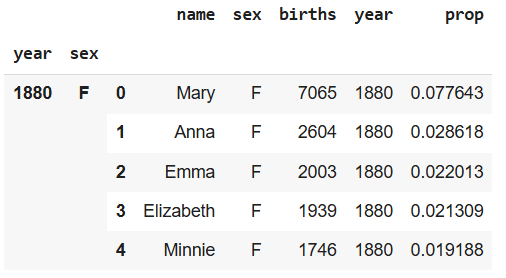 name sex births year prop
year sex
1880 F 0 Mary F 7065 1880 0.077643
1 Anna F 2604 1880 0.028618
2 Emma F 2003 1880 0.022013
3 Elizabeth F 1939 1880 0.021309
4 Minnie F 1746 1880 0.019188